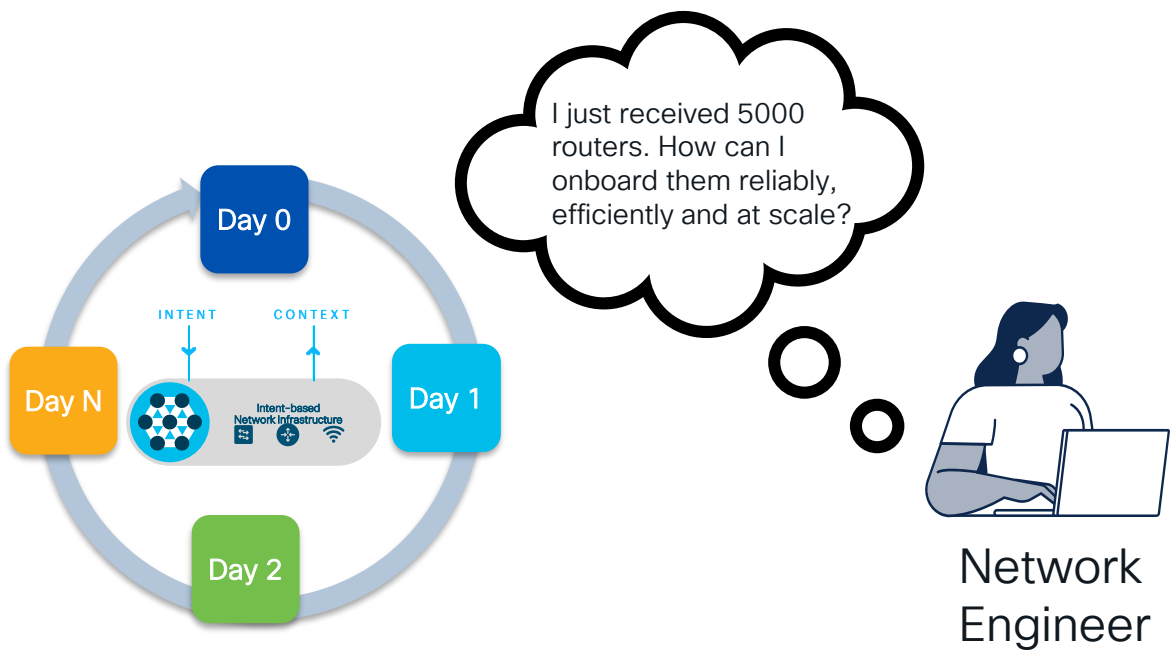 I just received 5000
routers. How can I
onboard them reliably,
efficiently and at scale?
Day 0
INTENT
CONTEXT
Day N
Intent-based
Network Infrastructure
Day 1
Day 2
Network
Engineer